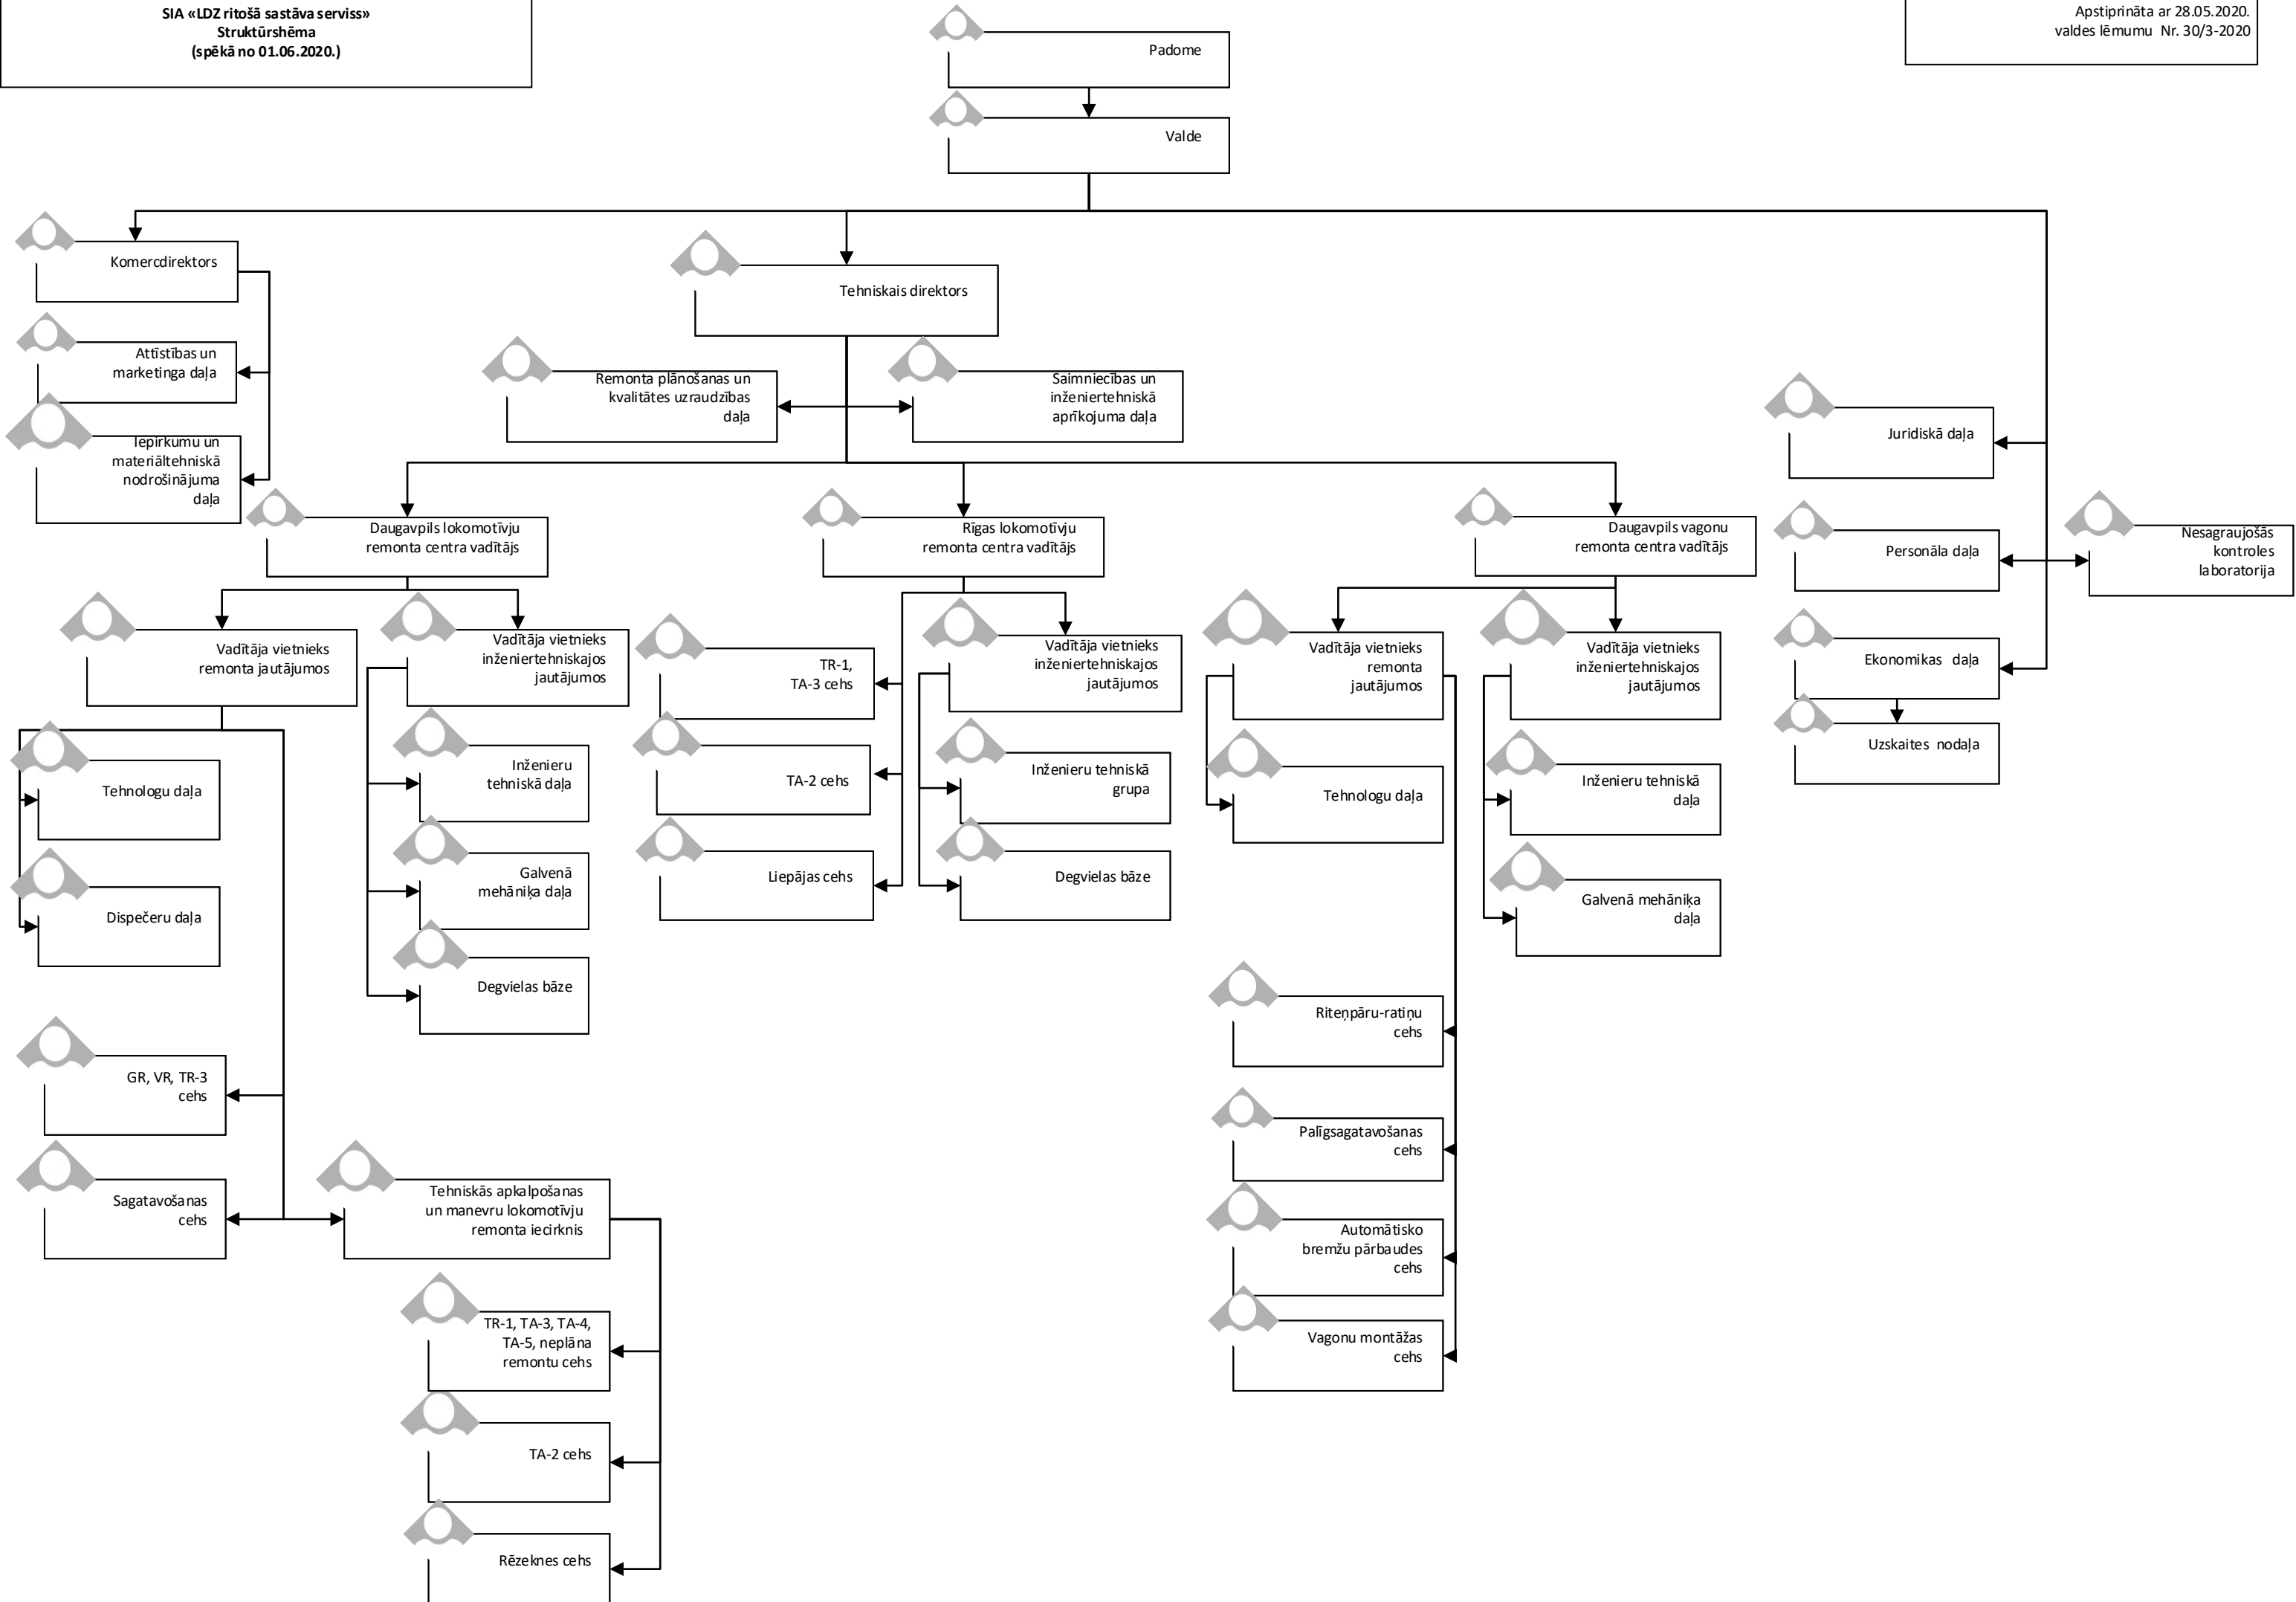 SIA «LDZ ritošā sastāva serviss»
Struktūrshēma
(spēkā no 01.06.2020.)
Apstiprināta ar 28.05.2020.
valdes lēmumu Nr. 30/3-2020
Padome
Valde
Komercdirektors
Tehniskais direktors
Attīstības un
marketinga daļa
Iepirkumu un
materiāltehniskā
nodrošinājuma
daļa
Remonta plānošanas un
kvalitātes uzraudzības
daļa
Saimniecības un
inženiertehniskā
aprīkojuma daļa
Juridiskā daļa
Personāla daļa
Nesagraujošās
kontroles
laboratorija
Ekonomikas daļa
Uzskaites nodaļa
Daugavpils lokomotīvju
remonta centra vadītājs
Rīgas lokomotīvju
remonta centra vadītājs
Daugavpils vagonu
remonta centra vadītājs
Vadītāja vietnieks
remonta jautājumos
Vadītāja vietnieks
inženiertehniskajos
jautājumos
TR-1,
TA-3 cehs
Vadītāja vietnieks
inženiertehniskajos
jautājumos
Vadītāja vietnieks
remonta
jautājumos
Vadītāja vietnieks
inženiertehniskajos
jautājumos
Tehnologu daļa
Inženieru
tehniskā daļa
TA-2 cehs
Inženieru tehniskā
grupa
Tehnologu daļa
Inženieru tehniskā
daļa
Dispečeru daļa
Galvenā
mehāniķa daļa
Liepājas cehs
Degvielas bāze
Galvenā mehāniķa
daļa
Degvielas bāze
Riteņpāru-ratiņu
cehs
GR, VR, TR-3
cehs
Palīgsagatavošanas
cehs
Sagatavošanas
cehs
Tehniskās apkalpošanas
un manevru lokomotīvju
remonta iecirknis
Automātisko
bremžu pārbaudes
cehs
TR-1, TA-3, TA-4,
TA-5, neplāna
remontu cehs
Vagonu montāžas
cehs
TA-2 cehs
Rēzeknes cehs